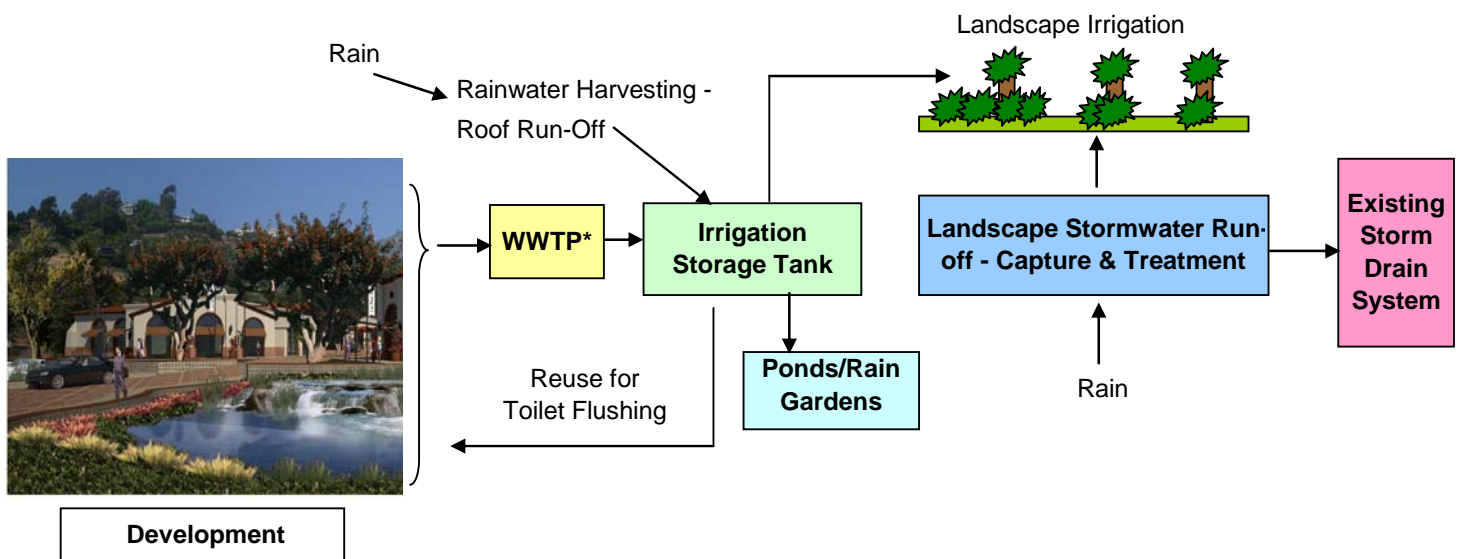 Landscape Irrigation
Rain
Rainwater Harvesting -
Roof Run-Off
WWTP*
Irrigation
Storage Tank
Landscape Stormwater Run-
off - Capture & Treatment
Existing
Storm
Drain
System
Ponds/Rain
Gardens
Reuse for
Toilet Flushing
Rain
Development